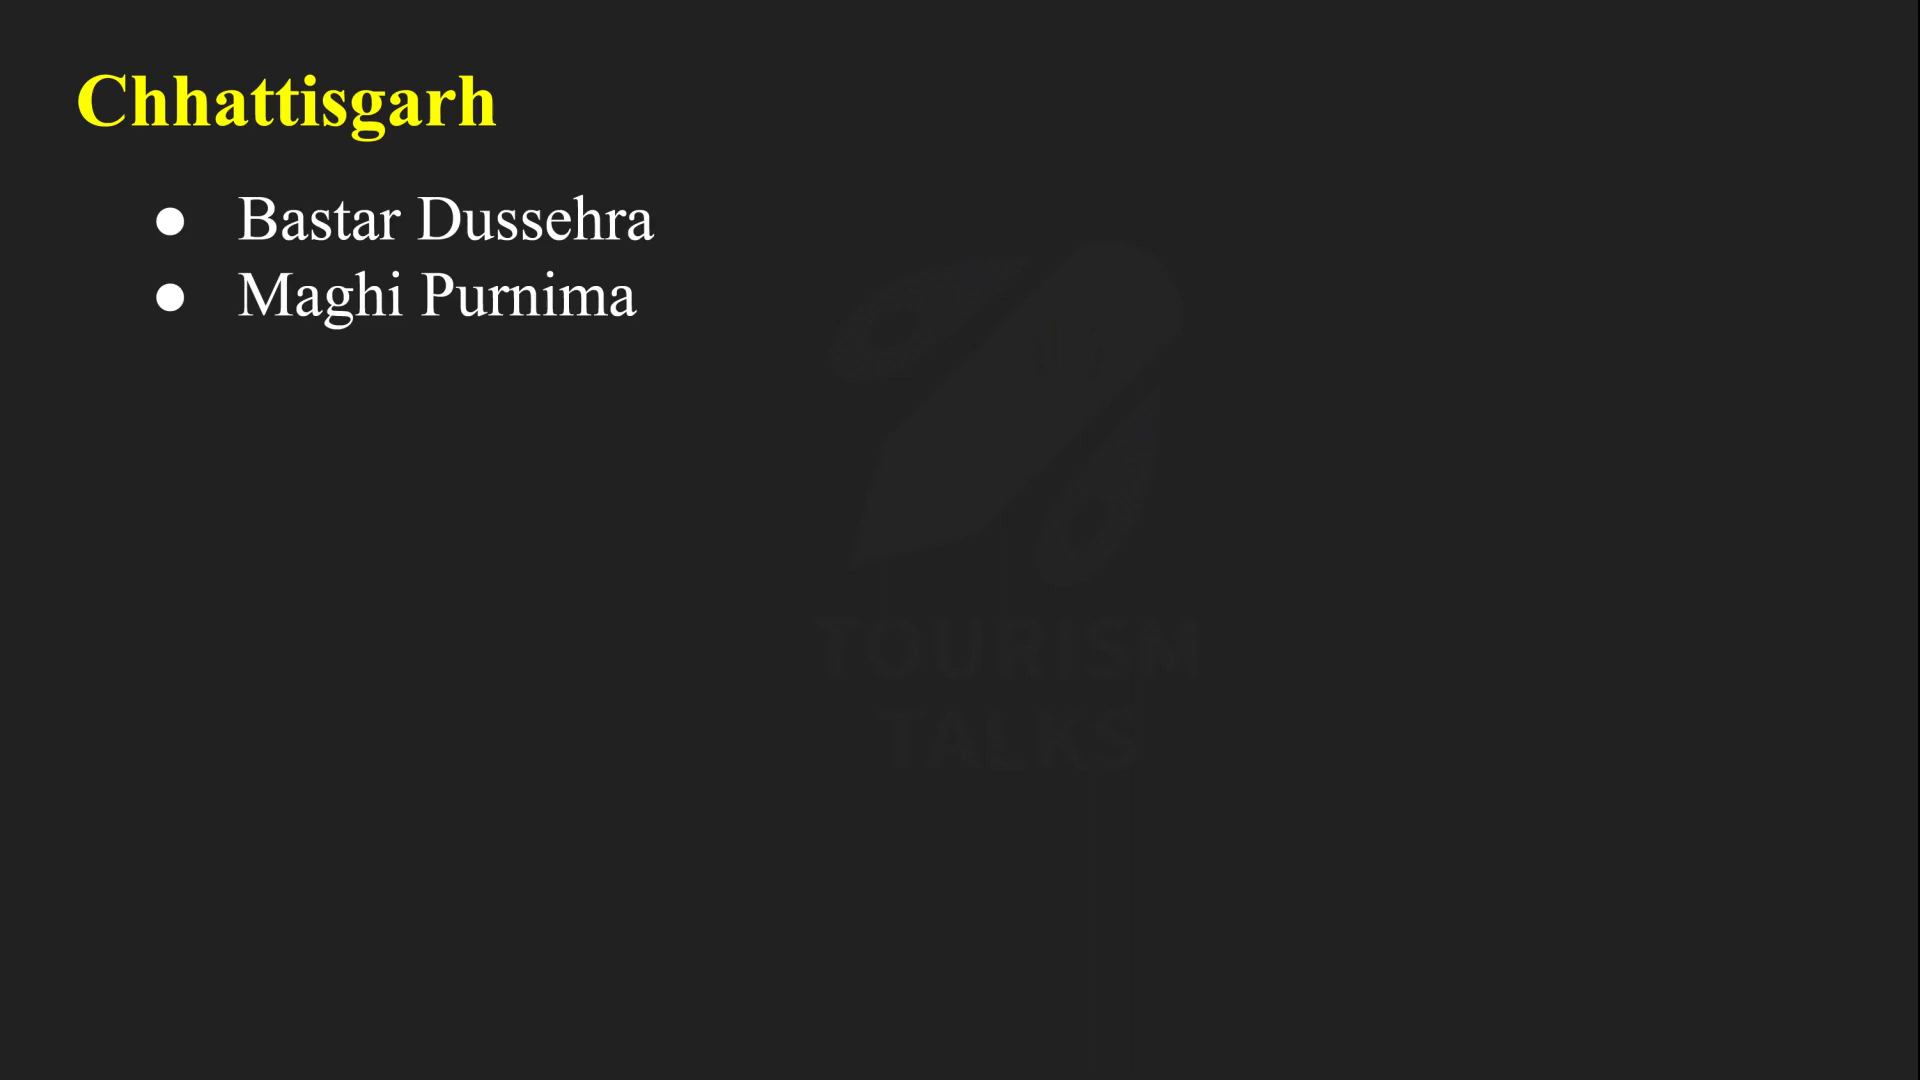 Chhattisgarh
● Bastar Dussehra
● Maghi Purnima
TOURISM
TALKS